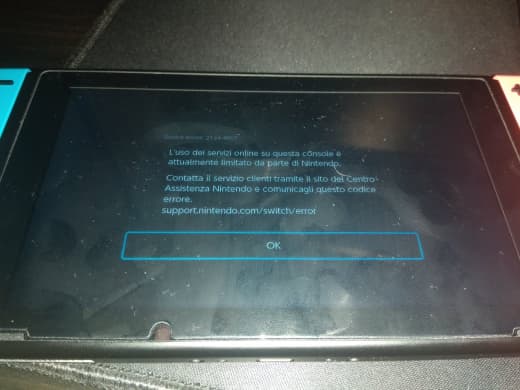 L'uso dei servizi online su questa console è
attualmente limitato da parte di Nintendo.
Contatta il servizio clienti tramite il sito del Centro-
Assistenza Nintendo e comunicagli questo codice
errore.
support.nintendo.com/switch/error
OK